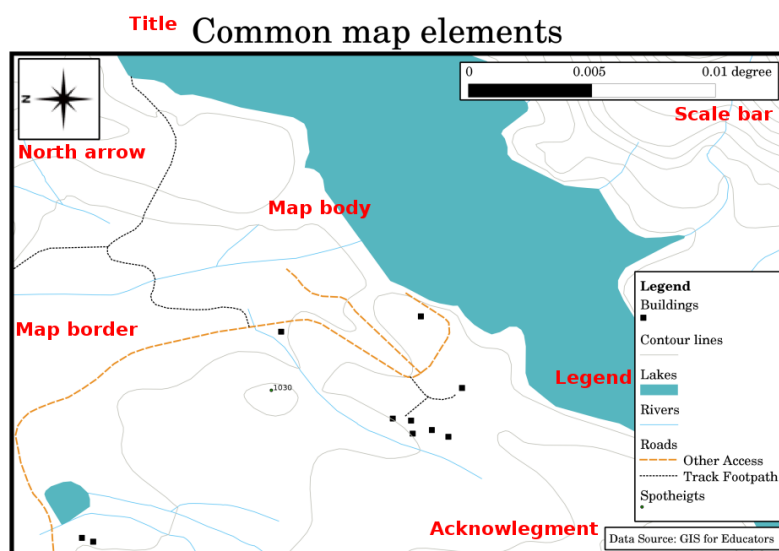 Title Common map elements
0 0.005 0.01 degree
N
Scale bar
North arrow
Map body
Map border
Legend
Buildings
Contour lines
Lakes
Legend
Rivers
Roads
Other Access
Track Footpath
Spotheigts
1030.
Acknowlegment
Data Source: GIS for Educators